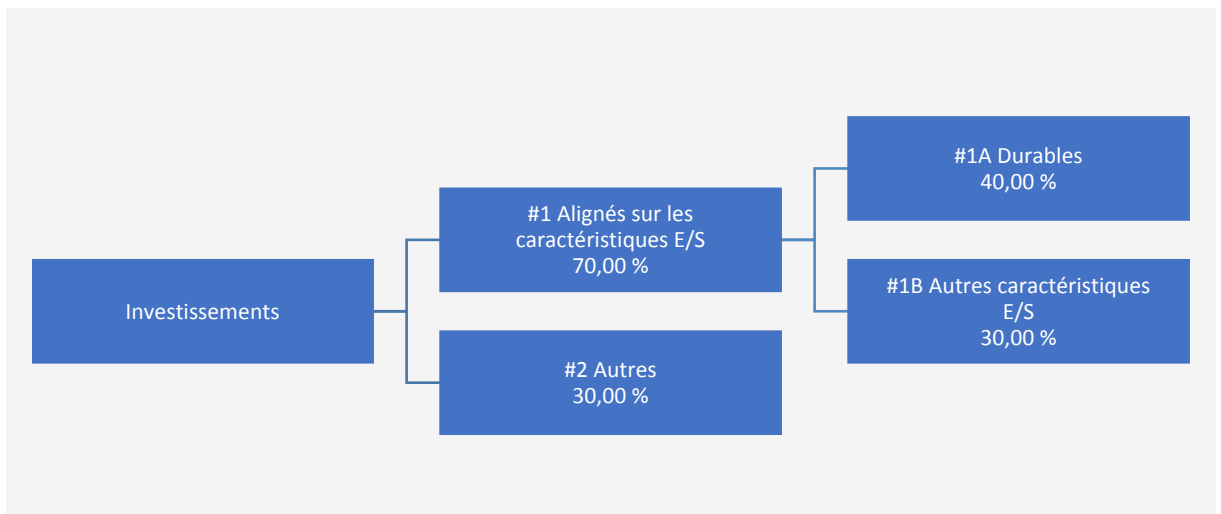 Investissements
#1 Alignés sur les
caractéristiques E/S
70,00 %
#2 Autres
30,00 %
#1A Durables
40,00 %
#1B Autres caractéristiques
E/S
30,00 %